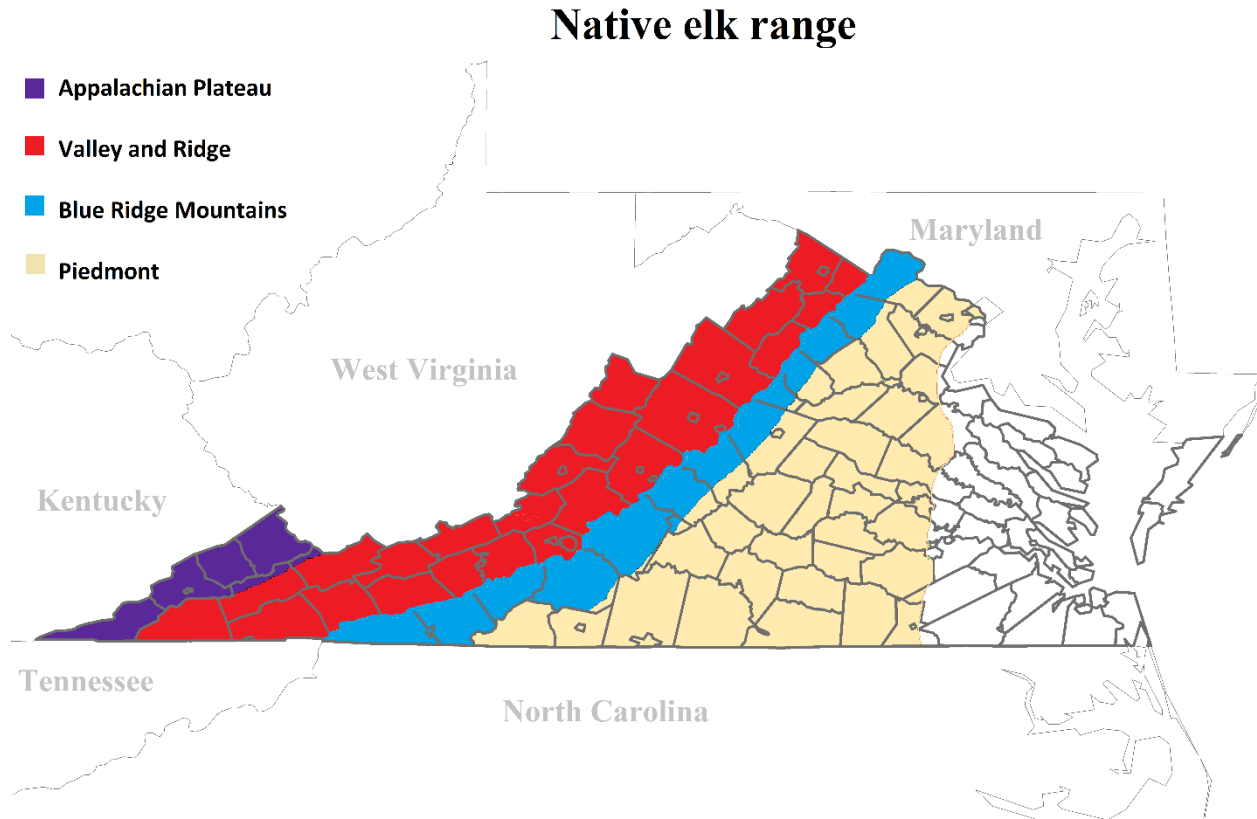 Native elk range
Appalachian Plateau
Valley and Ridge
Blue Ridge Mountains
Piedmont
Maryland
West Virginia
Kentucky
Tennessee
North Carolina